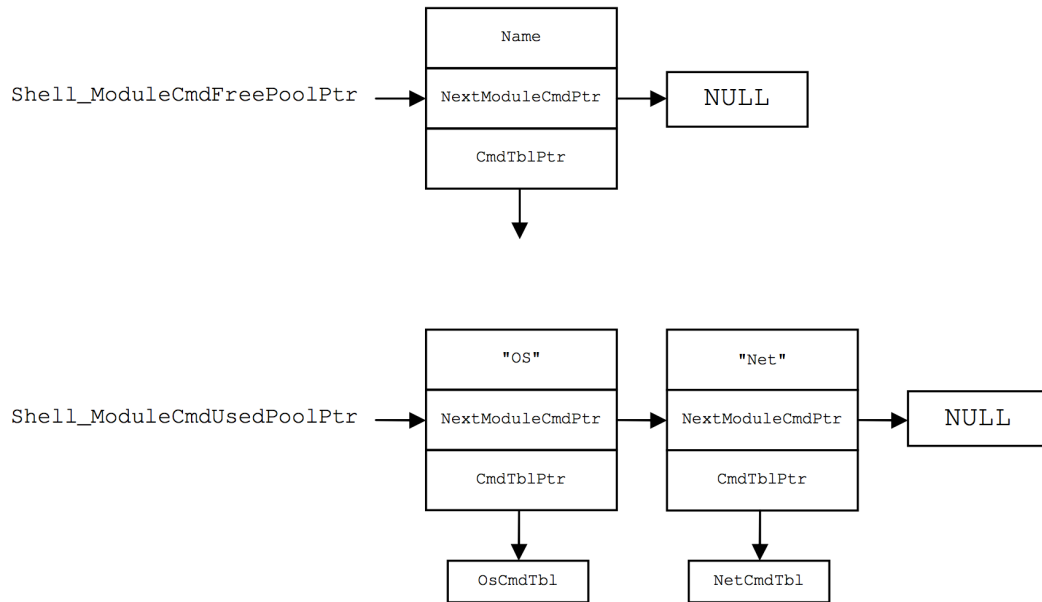 Name
Shell_ModuleCmdFreePoolPtr
NextModuleCmdPtr
NULL
CmdTblPtr
"OS"
"Net"
Shell_ModuleCmdUsedPoolPtr
NextModuleCmdPtr
NextModuleCmdPtr
NULL
CmdTblPtr
CmdTblPtr
OsCmdTbl
NetCmdTbl